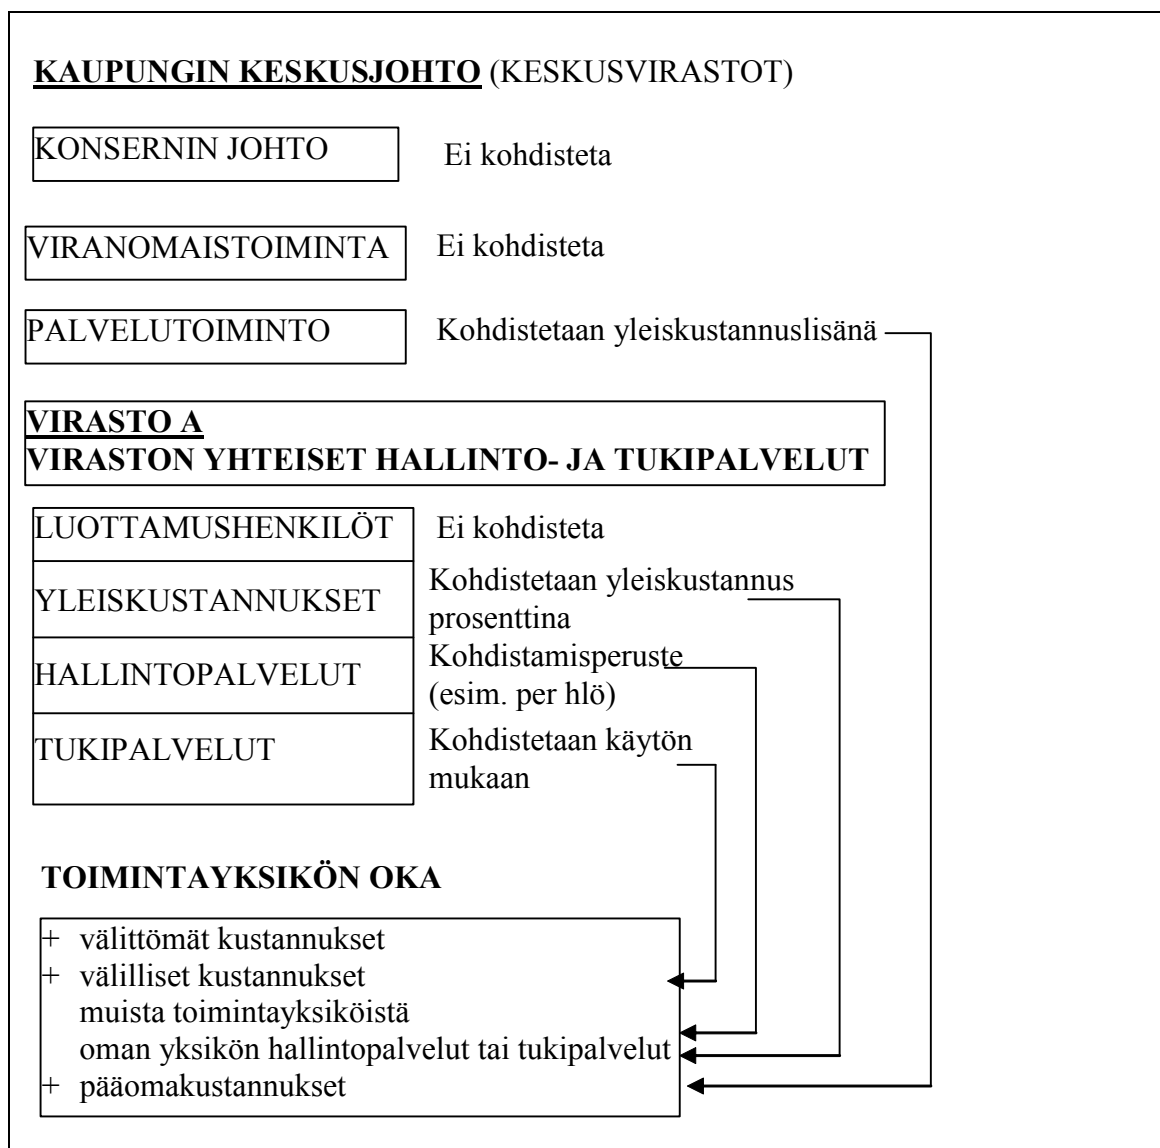 KAUPUNGIN KESKUSJOHTO (KESKUSVIRASTOT)
KONSERNIN JOHTO
Ei kohdisteta
VIRANOMAISTOIMINTA
Ei kohdisteta
PALVELUTOIMINTO
Kohdistetaan yleiskustannuslisänä
VIRASTO A
VIRASTON YHTEISET HALLINTO- JA TUKIPALVELUT
LUOTTAMUSHENKILÖT
Ei kohdisteta
YLEISKUSTANNUKSET
Kohdistetaan yleiskustannus
prosenttina
HALLINTOPALVELUT
Kohdistamisperuste
(esim. per hlö)
TUKIPALVELUT
Kohdistetaan käytön
mukaan
TOIMINTAYKSIKÖN OKA
+ välittömät kustannukset
+ välilliset kustannukset
muista toimintayksiköistä
oman yksikön hallintopalvelut tai tukipalvelut
+ pääomakustannukset